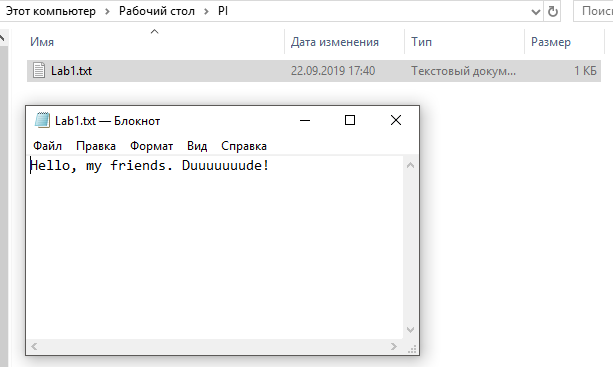 Этот компьютер > Рабочий стол > PI
Поис
Имя Дата изменения Тип Размер
Lab1.txt 22.09.2019 17:40 Текстовый докум... 1 КБ
Lab1.txt — Блокнот
Файл Правка Формат Вид Справка
Hello, my friends. Duuuuuuude!